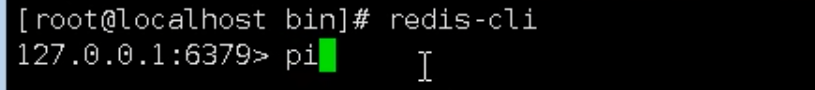 [root@localhost bin]# redis-cli
127.0.0.1:6379> pi